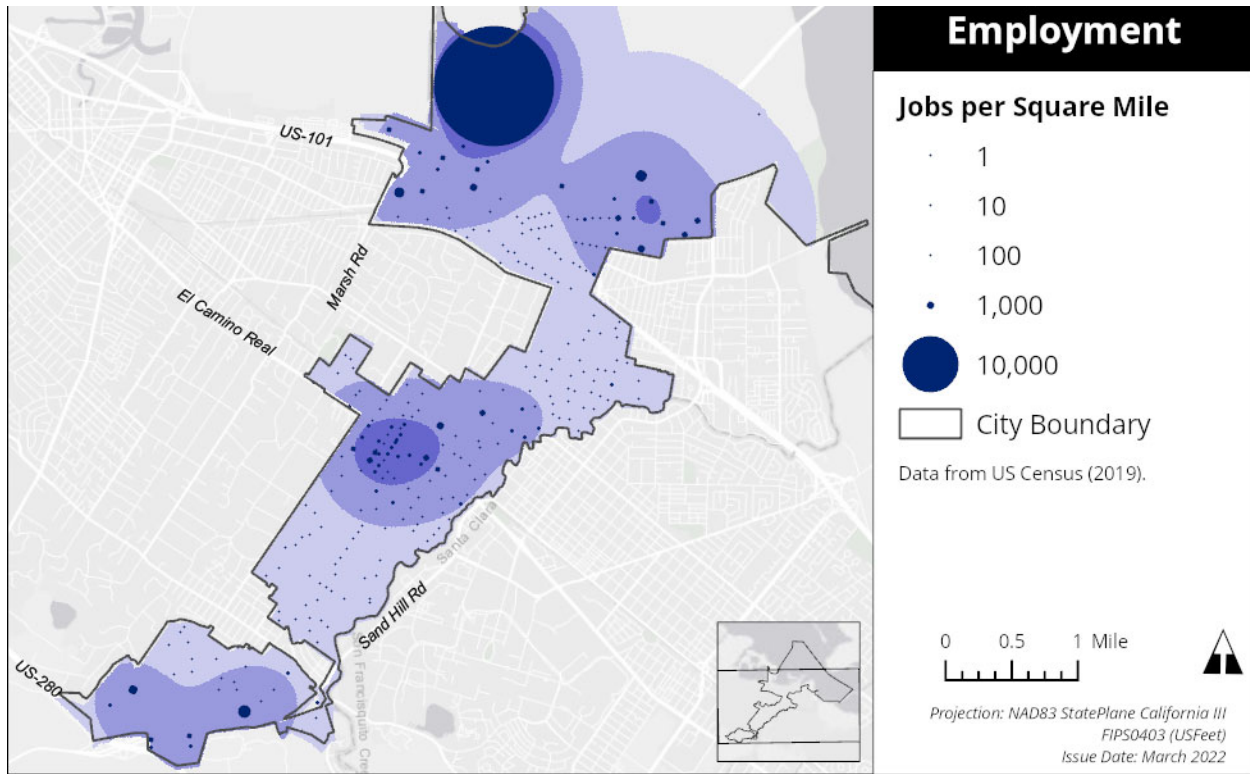 Employment
Jobs per Square Mile
1
10
100
1,000
10,000
City Boundary
Data from US Census (2019).
0 0.5 1 Mile
Projection: NAD83 StatePlane California III
FIPS0403 (USFeet)
Issue Date: March 2022
US-101
Marsh Rd
El Camino Real
Santa Clara
Sand Hill Rd
US-280
Francisquito